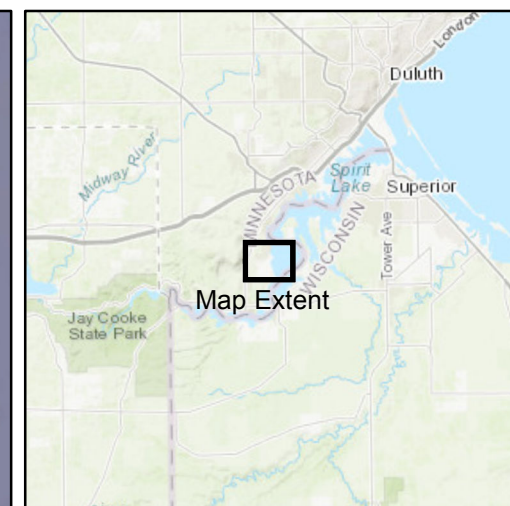 London
Duluth
Midway River
MINNESOTA
Spirit
Lake
Superior
WISCONSIN
Tower Ave
Map Extent
Jay Cooke
State Park